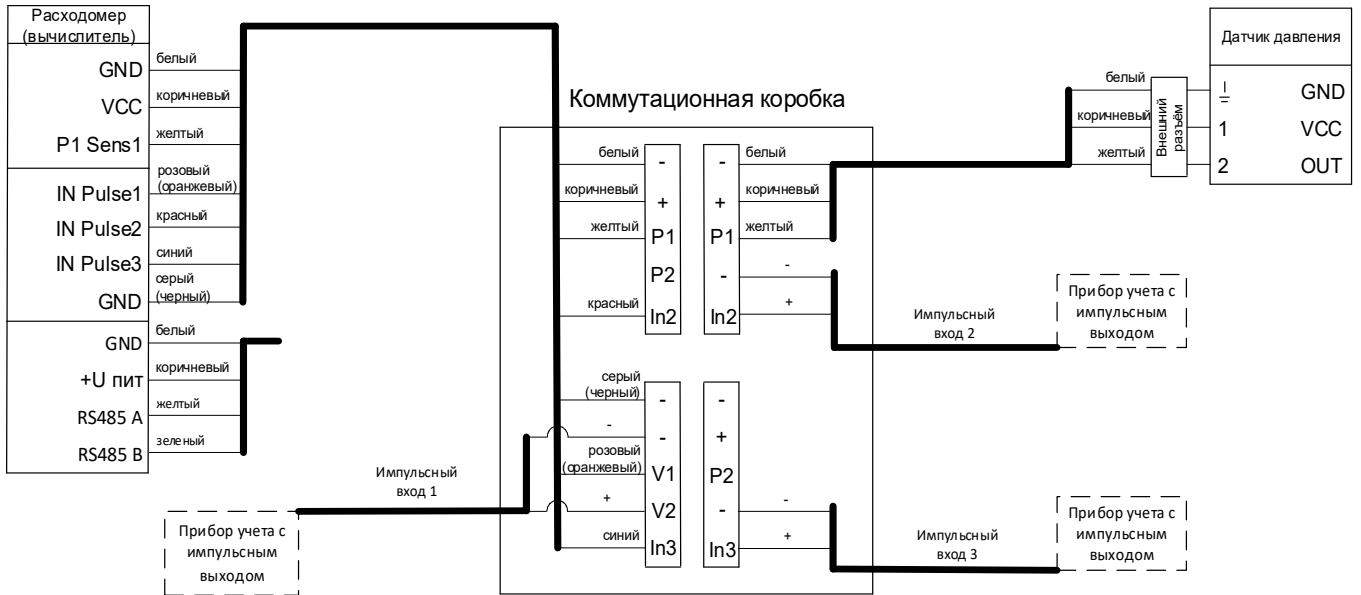 Расходомер
(вычислитель)
GND
белый
VCC
коричневый
P1 Sens1
желтый
IN Pulse1
розовый
(оранжевый)
IN Pulse2
красный
IN Pulse3
синий
GND
серый
(черный)
GND
белый
+U пит
коричневый
RS485 A
желтый
RS485 B
зеленый
Импульсный
вход 1
Прибор учета с
импульсным
выходом
Коммутационная коробка
белый
-
коричневый
+
желтый
P1
P2
красный
In2
-
белый
+
коричневый
P1
желтый
-
-
In2
+
серый
(черный)
-
-
-
розовый
(оранжевый)
V1
+
V2
синий
In3
-
+
P2
-
-
In3
+
Импульсный
вход 2
Прибор учета с
импульсным
выходом
Импульсный
вход 3
Прибор учета с
импульсным
выходом
белый
коричневый
желтый
Внешний
разъём
Датчик давления
GND
1
VCC
2
OUT